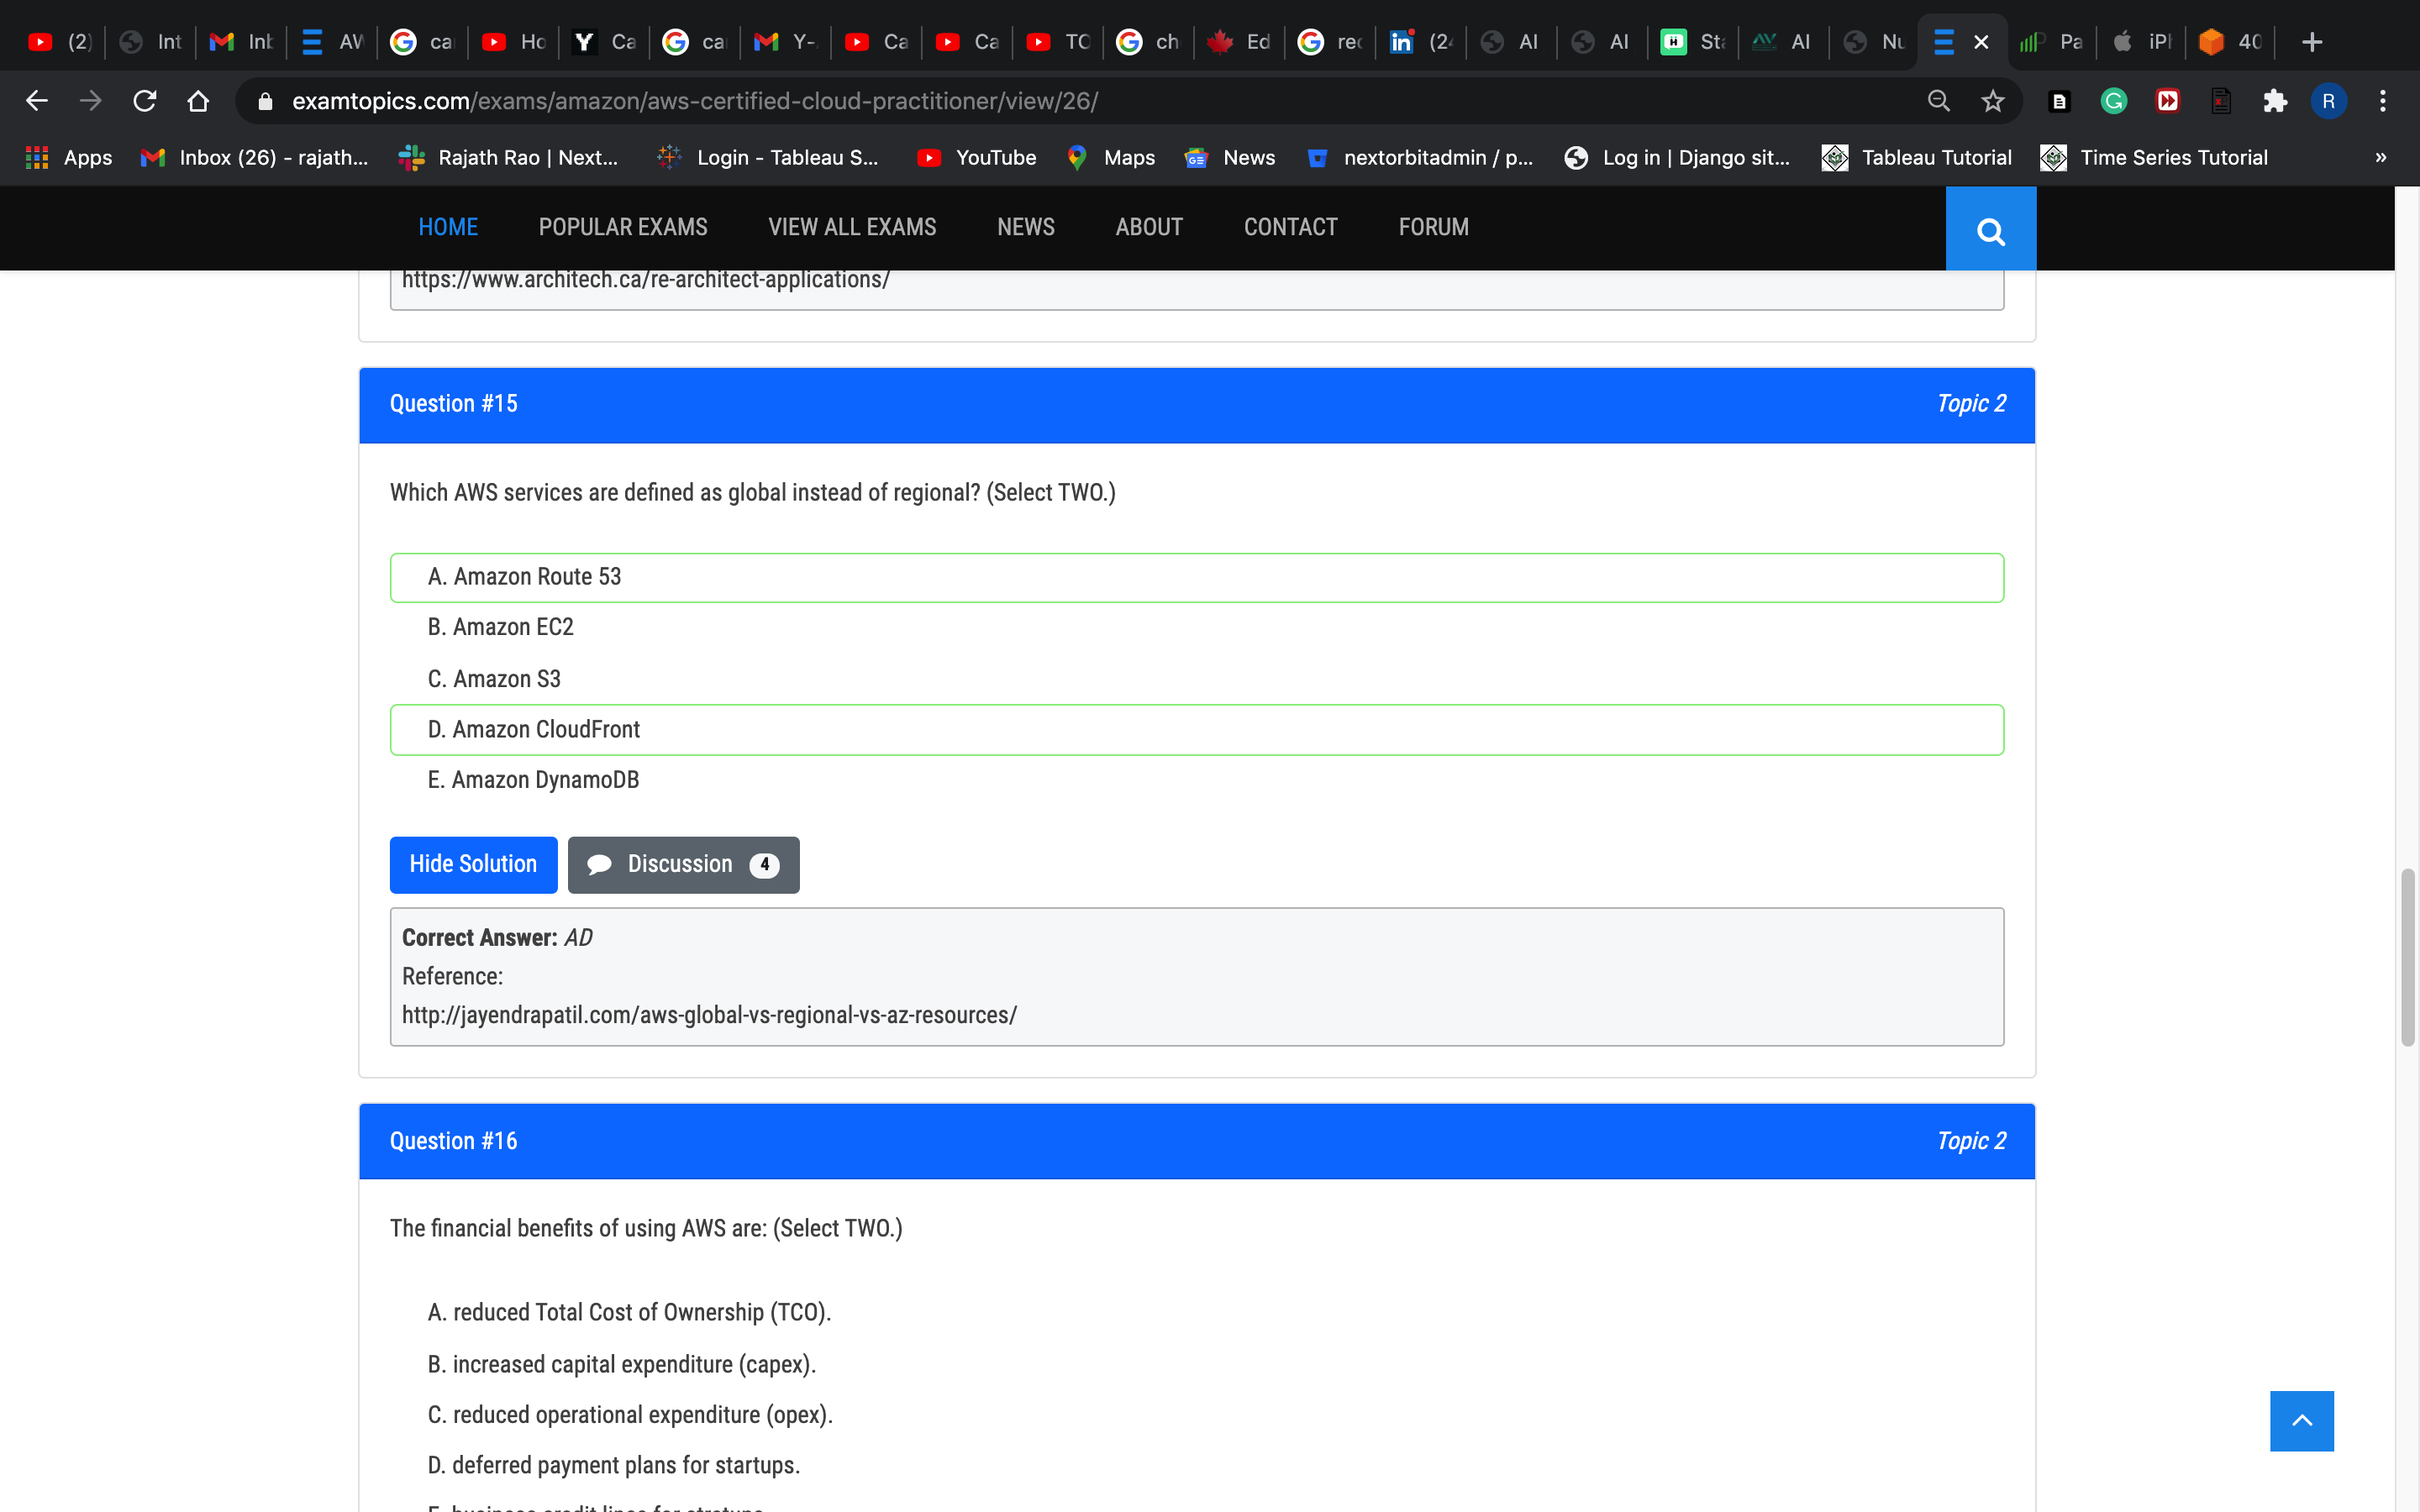 (2)
Int
Inb
AW
ca
Ho
Ca
ca
Y-
Ca
Ca
TO
ch
Ed
rec
in
(24
AI
AI
Sta
AI
Nu
Pa
iPh
40
examtopics.com/exams/amazon/aws-certified-cloud-practitioner/view/26/
R
Apps
Inbox (26) - rajath...
Rajath Rao | Next...
Login - Tableau S...
YouTube
Maps
News
nextorbitadmin / p...
Log in | Django sit...
Tableau Tutorial
Time Series Tutorial
»
HOME
POPULAR EXAMS
VIEW ALL EXAMS
NEWS
ABOUT
CONTACT
FORUM
https://www.architech.ca/re-architect-applications/
Question #15
Topic 2
Which AWS services are defined as global instead of regional? (Select TWO.)
A. Amazon Route 53
B. Amazon EC2
C. Amazon S3
D. Amazon CloudFront
E. Amazon DynamoDB
Hide Solution
Discussion 4
Correct Answer: AD
Reference:
http://jayendrapatil.com/aws-global-vs-regional-vs-az-resources/
Question #16
Topic 2
The financial benefits of using AWS are: (Select TWO.)
A. reduced Total Cost of Ownership (TCO).
B. increased capital expenditure (capex).
C. reduced operational expenditure (opex).
D. deferred payment plans for startups.